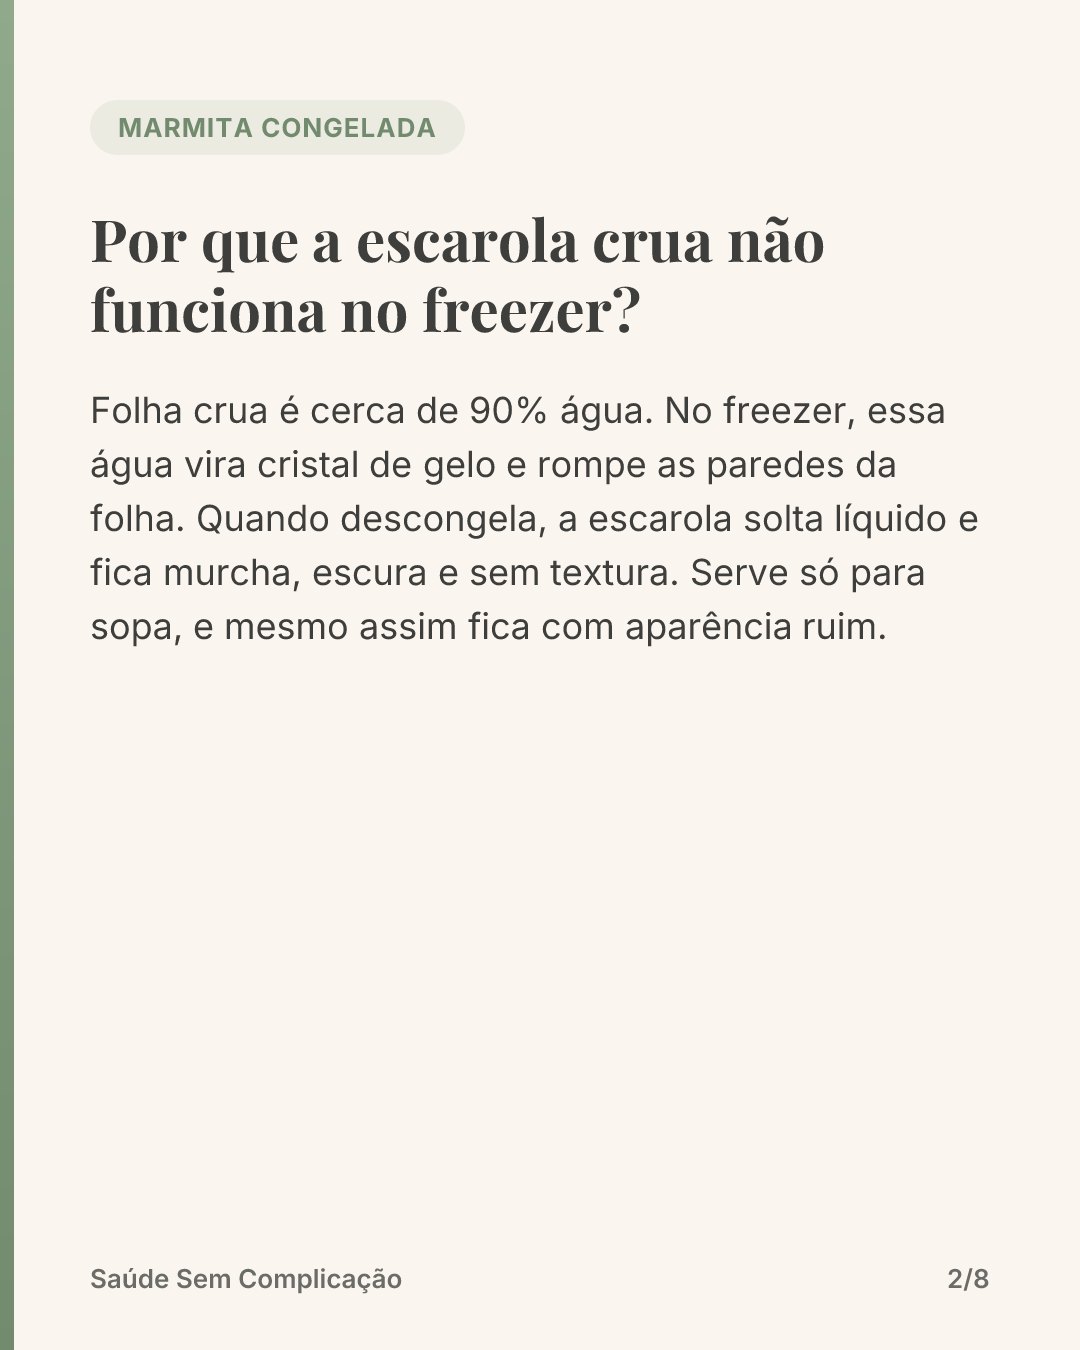 MARMITA CONGELADA
Por que a escarola crua não
funciona no freezer?
Folha crua é cerca de 90% água. No freezer, essa
água vira cristal de gelo e rompe as paredes da
folha. Quando descongela, a escarola solta líquido e
fica murcha, escura e sem textura. Serve só para
sopa, e mesmo assim fica com aparência ruim.
Saúde Sem Complicação
2/8